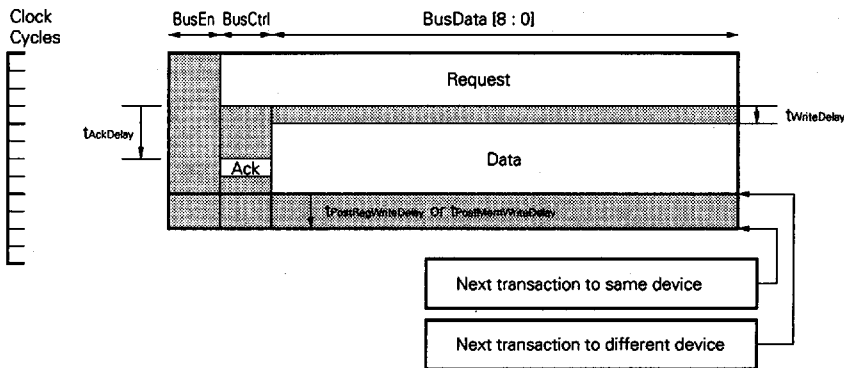 Clock
Cycles
BusEn BusCtrl BusData [8 : 0]
Request
tAckDelay
tWriteDelay
Ack
Data
tPostRegWriteDelay or tPostMemWriteDelay
Next transaction to same device
Next transaction to different device